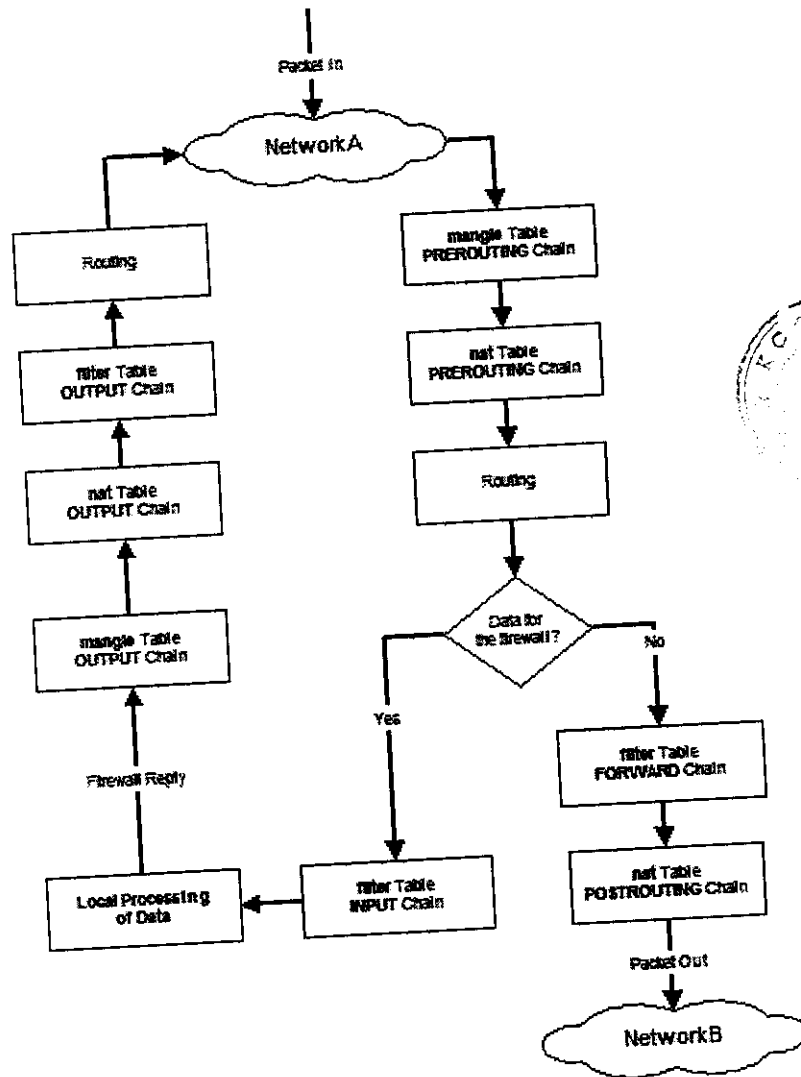 Packet In
NetworkA
mangle Table
PREROUTING Chain
nat Table
PREROUTING Chain
Routing
Data for
the firewall?
No
Yes
filter Table
FORWARD Chain
nat Table
POSTROUTING Chain
Packet Out
NetworkB
filter Table
INPUT Chain
Local Processing
of Data
Firewall Reply
mangle Table
OUTPUT Chain
nat Table
OUTPUT Chain
filter Table
OUTPUT Chain
Routing